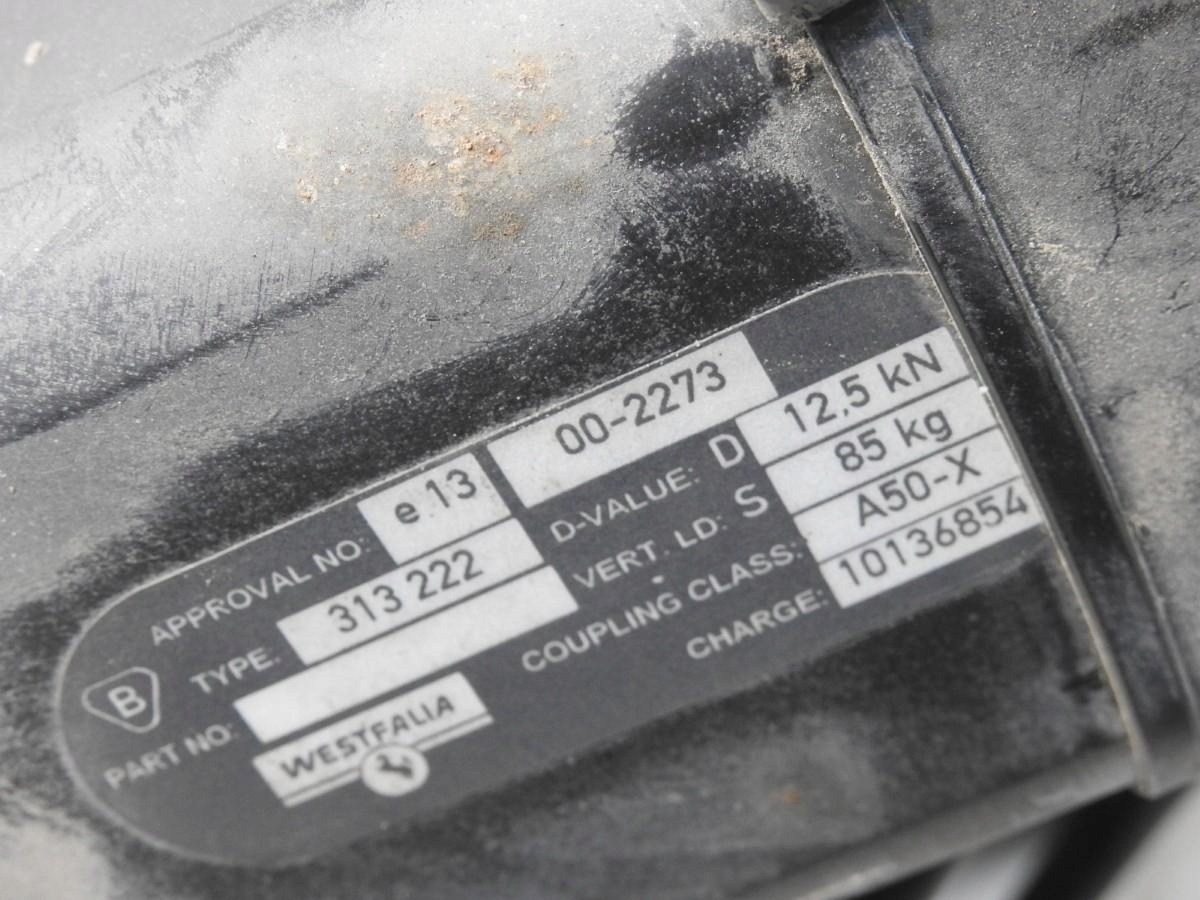 APPROVAL NO: e 13 00-2273
TYPE: 313 222
D-VALUE: D 12,5 kN
PART NO:
VERT. LD: S 85 kg
COUPLING CLASS: A50-X
CHARGE: 10136854
B
WESTFALIA